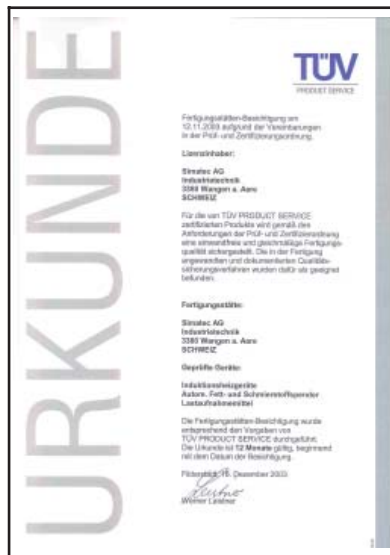 URKUNDE
TÜV
PRODUCT SERVICE
Fertigungsstätten-Besichtigung am
12.11.2003 aufgrund der Vereinbarungen
in der Prüf- und Zertifizierungsordnung.
Lizenzinhaber:
Simatec AG
Industrietechnik
3380 Wangen a. Aare
SCHWEIZ
Für die von TÜV PRODUCT SERVICE
zertifizierten Produkte wird gemäß den
Anforderungen der Prüf- und Zertifizierordnung
eine einwandfreie und gleichmäßige Fertigungs-
qualität sichergestellt. Die in der Fertigung
angewandten und dokumentierten Qualitäts-
sicherungsverfahren wurden dafür als geeignet
befunden.
Fertigungsstätte:
Simatec AG
Industrietechnik
3380 Wangen a. Aare
SCHWEIZ
Geprüfte Geräte:
Induktionsheizgeräte
Autom. Fett- und Schmierstoffspender
Lastaufnahmemittel
Die Fertigungsstätten-Besichtigung wurde
entsprechend den Vorgaben von
TÜV PRODUCT SERVICE durchgeführt.
Die Urkunde ist 12 Monate gültig, beginnend
mit dem Datum der Besichtigung.
Filderstadt, Dezember 2003
Werner Leistner